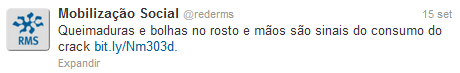 RMS
Mobilização Social @rederms 15 set
Queimaduras e bolhas no rosto e mãos são sinais do consumo do
crack bit.ly/Nm303d.
Expandir